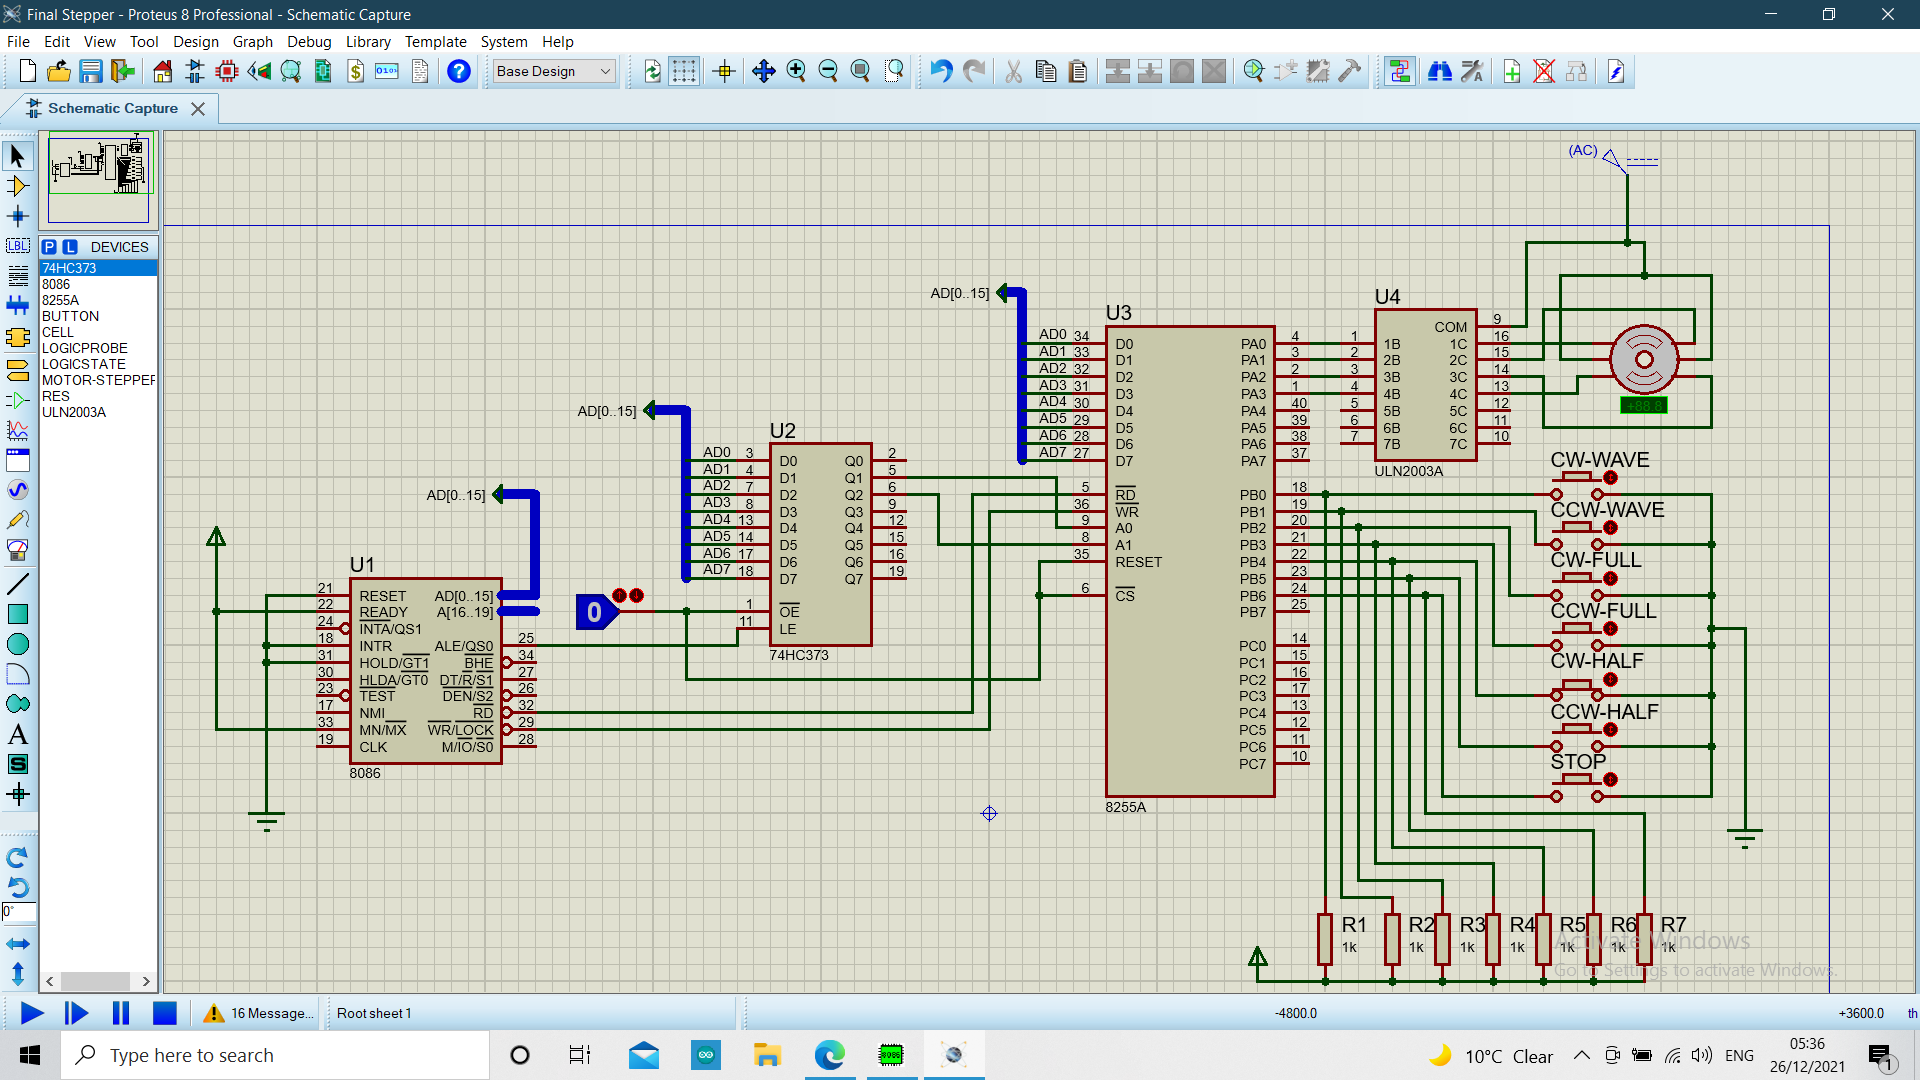 Final Stepper - Proteus 8 Professional - Schematic Capture
File Edit View Tool Design Graph Debug Library Template System Help
Base Design
Schematic Capture
P L DEVICES
74HC373
8086
8255A
BUTTON
CELL
LOGICPROBE
LOGICSTATE
MOTOR-STEPPER
RES
ULN2003A
LBL
A
S
0°
(AC)
AD[0..15]
AD0 34
AD1 33
AD2 32
AD3 31
AD4 30
AD5 29
AD6 28
AD7 27
5
36
9
8
35
6
U3
D0 PA0
D1 PA1
D2 PA2
D3 PA3
D4 PA4
D5 PA5
D6 PA6
D7 PA7
RD PB0
WR PB1
A0 PB2
A1 PB3
RESET PB4
PB5
CS PB6
PB7
PC0
PC1
PC2
PC3
PC4
PC5
PC6
PC7
8255A
4
3
2
1
40
39
38
37
18
19
20
21
22
23
24
25
14
15
16
17
13
12
11
10
U4
COM 9
1 1B 1C 16
2 2B 2C 15
3 3B 3C 14
4 4B 4C 13
5 5B 5C 12
6 6B 6C 11
7 7B 7C 10
ULN2003A
+88.8
CW-WAVE
CCW-WAVE
CW-FULL
CCW-FULL
CW-HALF
CCW-HALF
STOP
AD[0..15]
U2
AD0 3 D0 Q0 2
AD1 4 D1 Q1 5
AD2 7 D2 Q2 6
AD3 8 D3 Q3 9
AD4 13 D4 Q4 12
AD5 14 D5 Q5 15
AD6 17 D6 Q6 16
AD7 18 D7 Q7 19
1 OE
11 LE
74HC373
0
AD[0..15]
U1
21 RESET AD[0..15]
22 READY A[16..19]
24 INTA/QS1
18 INTR ALE/QS0 25
31 HOLD/GT1 BHE 34
30 HLDA/GT0 DT/R/S1 27
23 TEST DEN/S2 26
17 NMI RD 32
33 MN/MX WR/LOCK 29
19 CLK M/IO/S0 28
8086
R1 R2 R3 R4 R5 R6 R7
1k 1k 1k 1k 1k 1k 1k
Activate Windows
Go to Settings to activate Windows.
16 Message... Root sheet 1 -4800.0 +3600.0 th
Type here to search
8086
10°C Clear ENG
05:36
26/12/2021
1